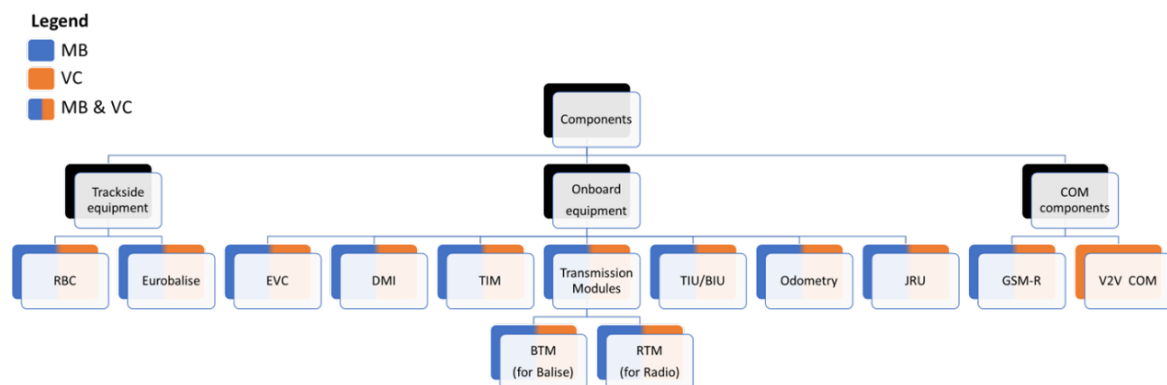 Legend
MB
VC
MB & VC
Components
Trackside
equipment
Onboard
equipment
COM
components
RBC
Eurobalise
EVC
DMI
TIM
Transmission
Modules
TIU/BIU
Odometry
JRU
GSM-R
V2V COM
BTM
(for Balise)
RTM
(for Radio)